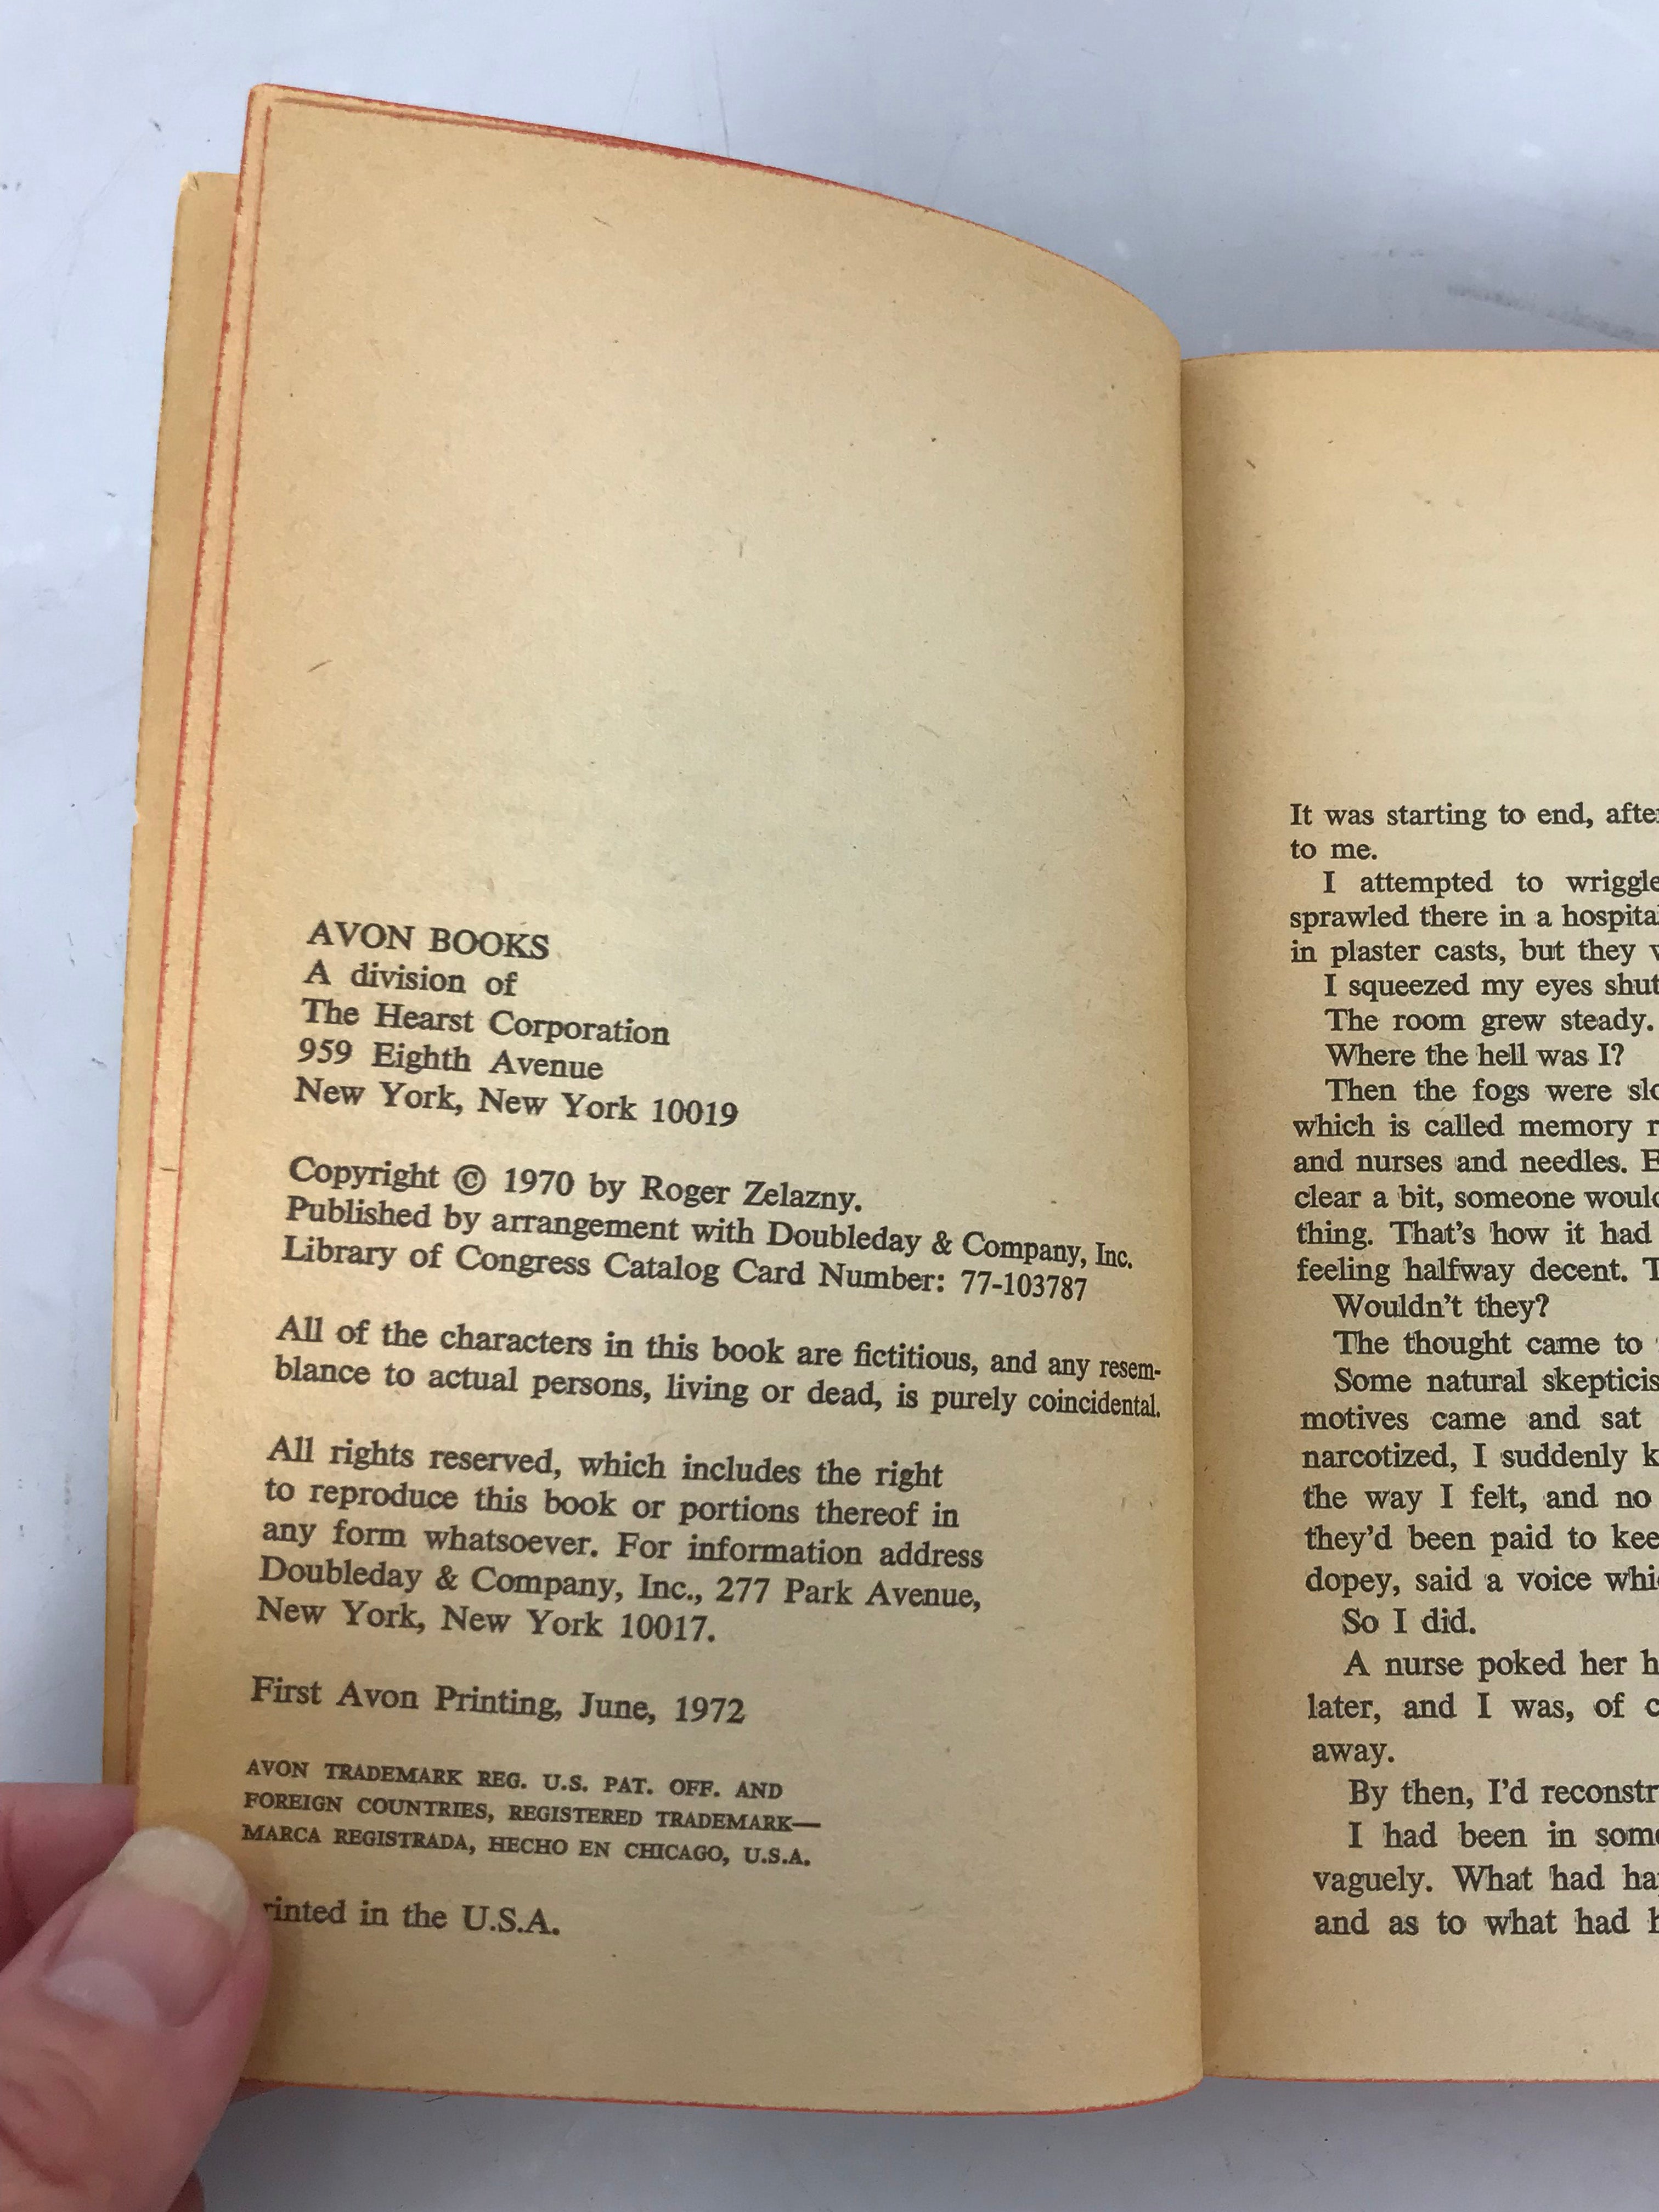 AVON BOOKS
A division of
The Hearst Corporation
959 Eighth Avenue
New York, New York 10019
Copyright © 1970 by Roger Zelazny.
Published by arrangement with Doubleday & Company, Inc.
Library of Congress Catalog Card Number: 77-103787
All of the characters in this book are fictitious, and any resem-
blance to actual persons, living or dead, is purely coincidental.
All rights reserved, which includes the right
to reproduce this book or portions thereof in
any form whatsoever. For information address
Doubleday & Company, Inc., 277 Park Avenue,
New York, New York 10017.
First Avon Printing, June, 1972
AVON TRADEMARK REG. U.S. PAT. OFF. AND
FOREIGN COUNTRIES, REGISTERED TRADEMARK—
MARCA REGISTRADA, HECHO EN CHICAGO, U.S.A.
rinted in the U.S.A.
It was starting to end,
to me.
I attempted to
sprawled there in a
in plaster casts, but they
I squeezed my eyes shut
The room grew steady.
Where the hell was I?
Then the fogs were
which is called memory
and nurses and needles.
clear a bit, someone
thing. That's how it had
feeling halfway decent.
Wouldn't they?
The thought came to
Some natural
motives came and sat
narcotized, I suddenly
the way I felt, and no
they'd been paid to
dopey, said a voice
So I did.
A nurse poked her
later, and I was, of
away.
By then, I'd
I had been in
vaguely. What had
and as to what had